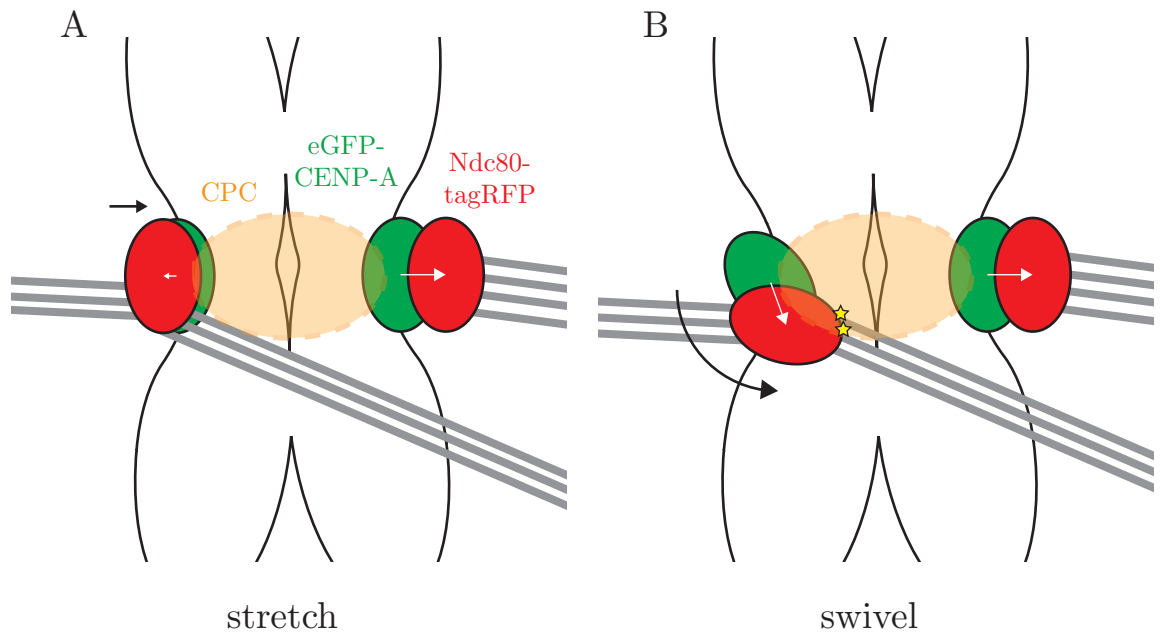 A
B
eGFP-
CENP-A
Ndc80-
tagRFP
CPC
stretch
swivel